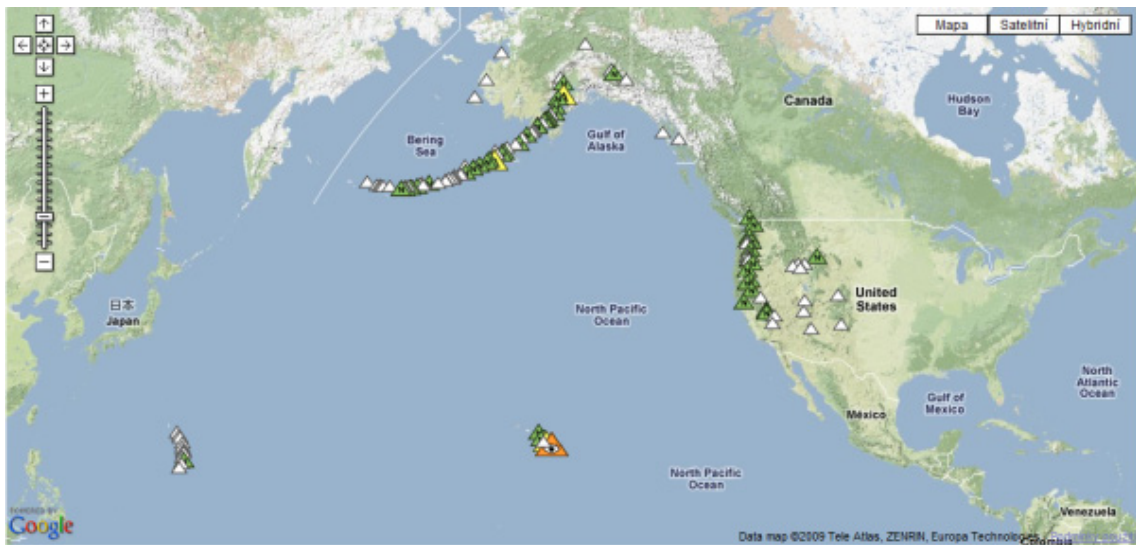 Mapa
Satelitní
Hybridní
Canada
Hudson
Bay
Bering
Sea
Gulf of
Alaska
日本
Japan
North Pacific
Ocean
United
States
North
Atlantic
Ocean
Gulf of
Mexico
México
North Pacific
Ocean
Venezuela
Colombia
POWERED BY
Google
Data map ©2009 Tele Atlas, ZENRIN, Europa Technologies